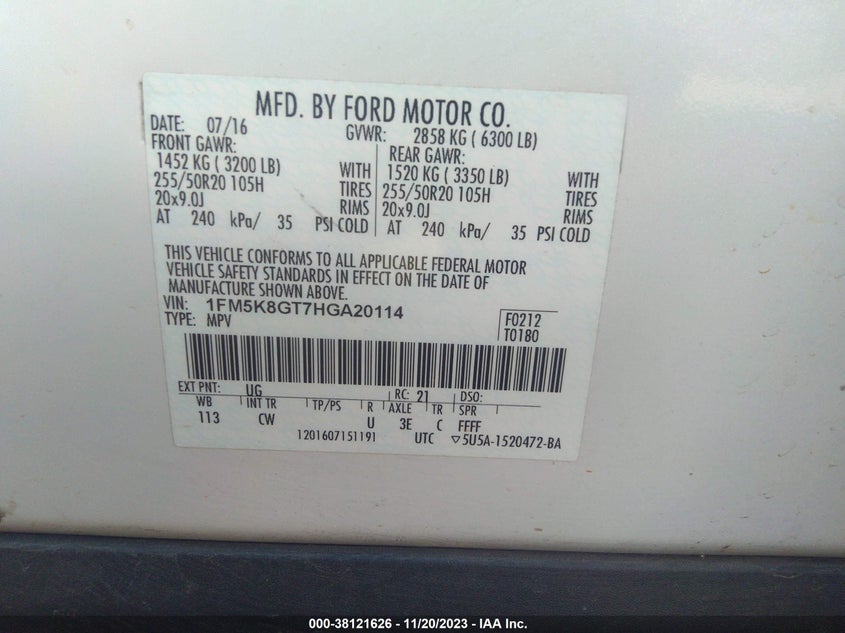 MFD. BY FORD MOTOR CO.
DATE: 07/16 GVWR: 2858 KG ( 6300 LB)
FRONT GAWR: REAR GAWR:
1452 KG ( 3200 LB) WITH 1520 KG ( 3350 LB) WITH
255/50R20 105H TIRES 255/50R20 105H TIRES
20x9.0J RIMS 20x9.0J RIMS
AT 240 kPa/ 35 PSI COLD AT 240 kPa/ 35 PSI COLD
THIS VEHICLE CONFORMS TO ALL APPLICABLE FEDERAL MOTOR
VEHICLE SAFETY STANDARDS IN EFFECT ON THE DATE OF
MANUFACTURE SHOWN ABOVE.
VIN: 1FM5K8GT7HGA20114 F0212
TYPE: MPV T0180
EXT PNT: UG RC: 21 DSO:
WB INT TR TP/PS R AXLE TR SPR
113 CW U 3E C FFFF
1201607151191 UTC ▽5U5A-1520472-BA
000-38121626 - 11/20/2023 - IAA Inc.